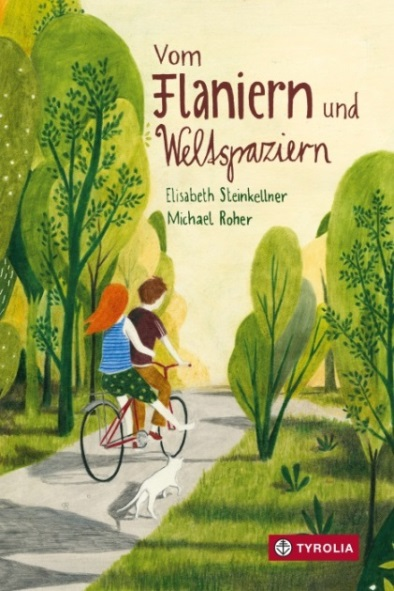 Vom
Flaniern und
Weltspaziern
Elisabeth Steinkellner
Michael Roher
TYROLIA